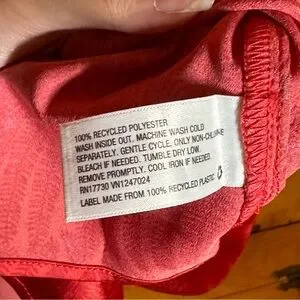 100% RECYCLED POLYESTER
WASH INSIDE OUT. MACHINE WASH COLD
SEPARATELY. GENTLE CYCLE. ONLY NON-CHLORINE
BLEACH IF NEEDED. TUMBLE DRY LOW.
REMOVE PROMPTLY. COOL IRON IF NEEDED.
RN17730 VN1247024
LABEL MADE FROM 100% RECYCLED PLASTIC